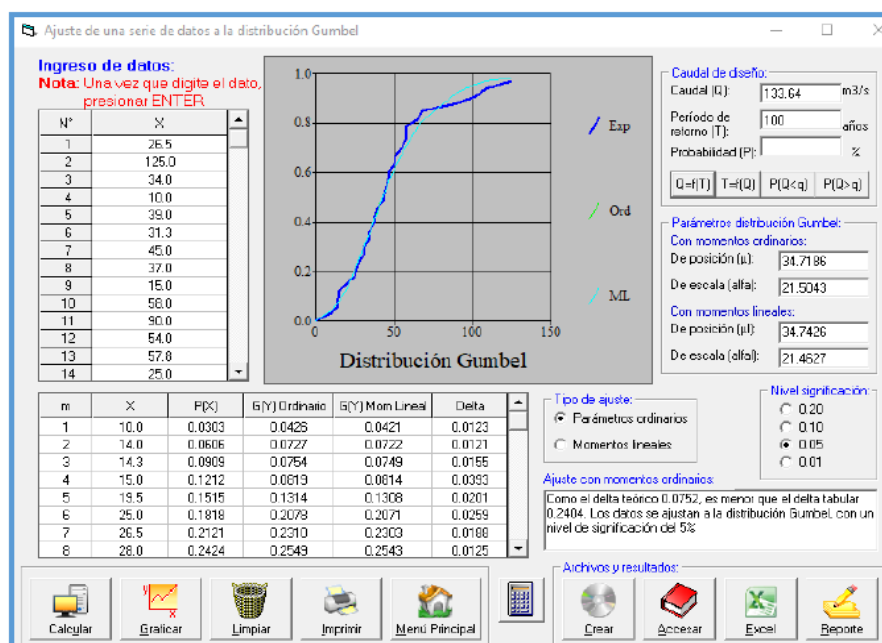 Ajuste de una serie de datos a la distribución Gumbel
Ingreso de datos:
Nota: Una vez que digite el dato,
presionar ENTER
N° X
1 26.5
2 125.0
3 34.0
4 10.0
5 39.0
6 31.3
7 45.0
8 37.0
9 15.0
10 58.0
11 90.0
12 54.0
13 57.8
14 25.0
1.0
0.8
0.6
0.4
0.2
0.0
0 50 100 150
Exp
Ord
ML
Distribución Gumbel
Caudal de diseño:
Caudal (Q): 133.64 m3/s
Período de
retorno (T): 100 años
Probabilidad (P): %
Q=f(T) T=f(Q) P(Q<q) P(Q>q)
Parámetros distribución Gumbel:
Con momentos ordinarios:
De posición (μ): 34.7186
De escala (alfa): 21.5043
Con momentos lineales:
De posición (μl): 34.7426
De escala (alfal): 21.4627
m X P(X) G(Y) Ordinario G(Y) Mom Lineal Delta
1 10.0 0.0303 0.0426 0.0421 0.0123
2 14.0 0.0606 0.0727 0.0722 0.0121
3 14.3 0.0909 0.0754 0.0749 0.0155
4 15.0 0.1212 0.0819 0.0814 0.0393
5 19.5 0.1515 0.1314 0.1308 0.0201
6 25.0 0.1818 0.2078 0.2071 0.0259
7 26.5 0.2121 0.2310 0.2303 0.0188
8 28.0 0.2424 0.2549 0.2543 0.0125
Tipo de ajuste:
Parámetros ordinarios
Momentos lineales
Nivel significación:
0.20
0.10
0.05
0.01
Ajuste con momentos ordinarios:
Como el delta teórico 0.0752, es menor que el delta tabular
0.2404. Los datos se ajustan a la distribución Gumbel, con un
nivel de significación del 5%
Calcular Graficar Limpiar Imprimir Menú Principal
Archivos y resultados:
Crear Accesar Excel Reporte